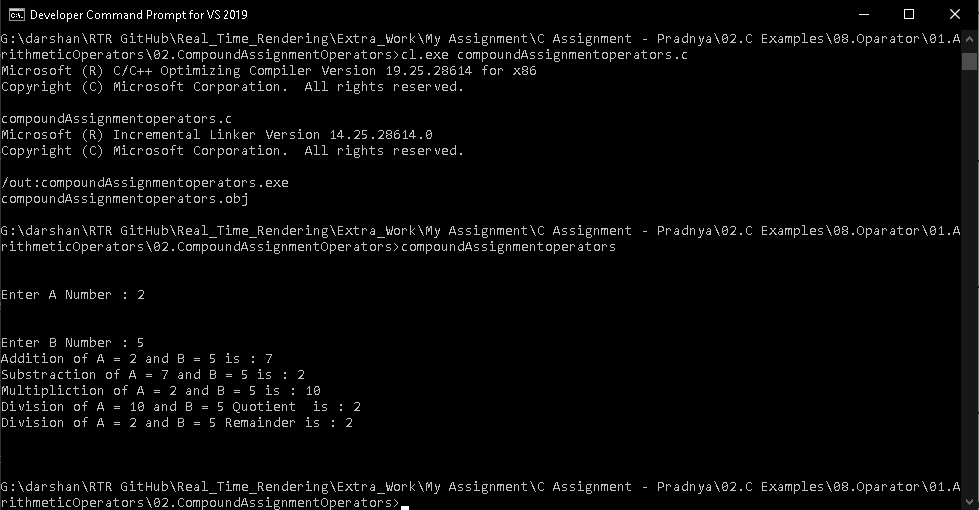 Developer Command Prompt for VS 2019
G:\darshan\RTR GitHub\Real_Time_Rendering\Extra_Work\My Assignment\C Assignment - Pradnya\02.C Examples\08.Oparator\01.A
rithmeticOperators\02.CompoundAssignmentOperators>cl.exe compoundAssignmentoperators.c
Microsoft (R) C/C++ Optimizing Compiler Version 19.25.28614 for x86
Copyright (C) Microsoft Corporation.  All rights reserved.
compoundAssignmentoperators.c
Microsoft (R) Incremental Linker Version 14.25.28614.0
Copyright (C) Microsoft Corporation.  All rights reserved.
/out:compoundAssignmentoperators.exe
compoundAssignmentoperators.obj
G:\darshan\RTR GitHub\Real_Time_Rendering\Extra_Work\My Assignment\C Assignment - Pradnya\02.C Examples\08.Oparator\01.A
rithmeticOperators\02.CompoundAssignmentOperators>compoundAssignmentoperators
Enter A Number : 2
Enter B Number : 5
Addition of A = 2 and B = 5 is : 7
Substraction of A = 7 and B = 5 is : 2
Multipliction of A = 2 and B = 5 is : 10
Division of A = 10 and B = 5 Quotient  is : 2
Division of A = 2 and B = 5 Remainder is : 2
G:\darshan\RTR GitHub\Real_Time_Rendering\Extra_Work\My Assignment\C Assignment - Pradnya\02.C Examples\08.Oparator\01.A
rithmeticOperators\02.CompoundAssignmentOperators>